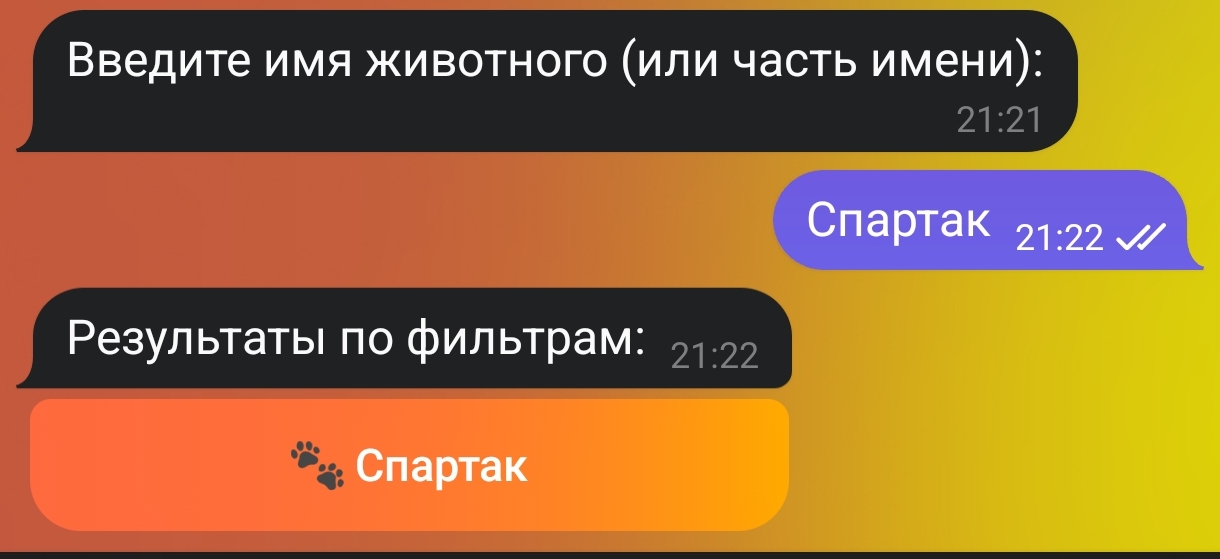 Введите имя животного (или часть имени):
21:21
Спартак 21:22
Результаты по фильтрам: 21:22
🐾 Спартак